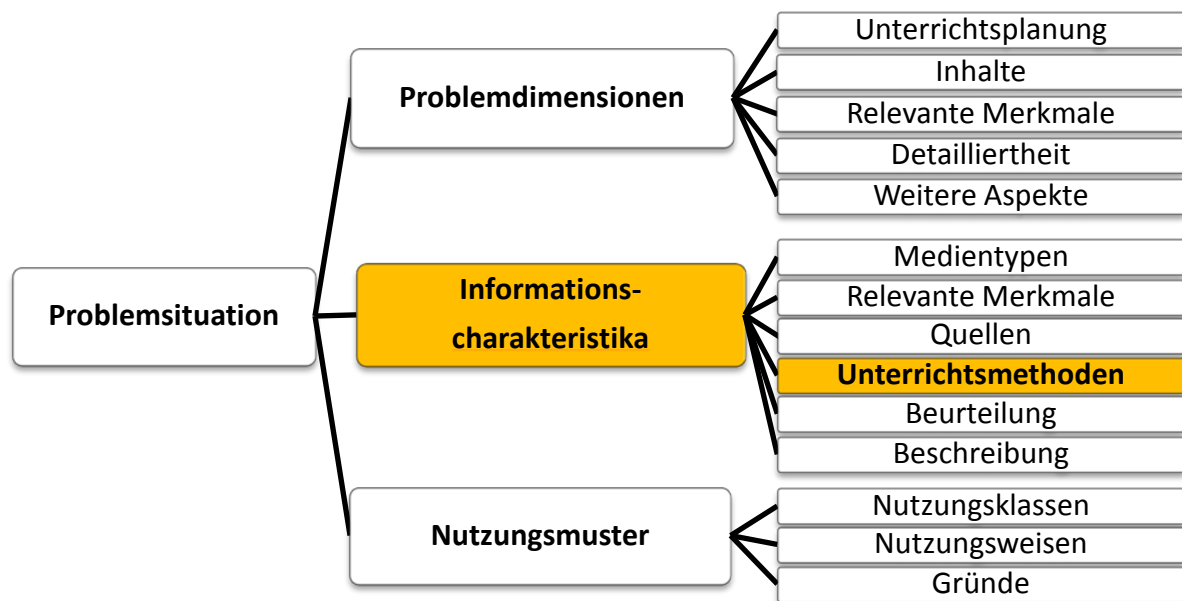 Problemsituation
Problemdimensionen
Unterrichtsplanung
Inhalte
Relevante Merkmale
Detailliertheit
Weitere Aspekte
Informations-
charakteristika
Medientypen
Relevante Merkmale
Quellen
Unterrichtsmethoden
Beurteilung
Beschreibung
Nutzungsmuster
Nutzungsklassen
Nutzungsweisen
Gründe